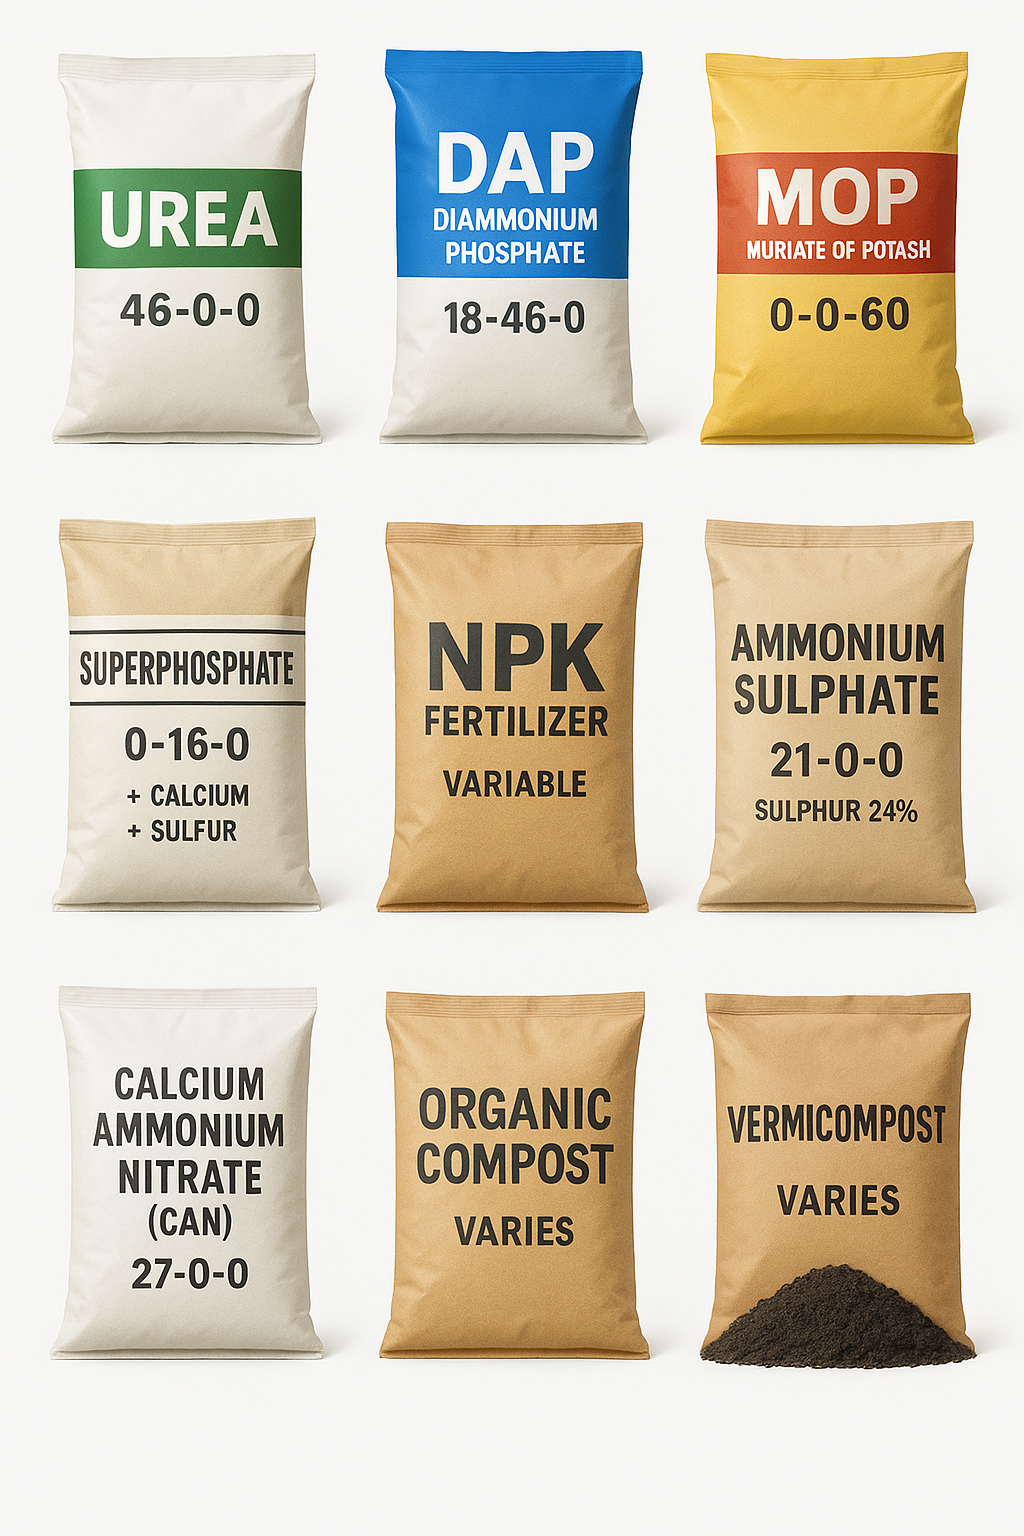 UREA
46-0-0
DAP
DIAMMONIUM
PHOSPHATE
18-46-0
MOP
MURIATE OF POTASH
0-0-60
SUPERPHOSPHATE
0-16-0
+ CALCIUM
+ SULFUR
NPK
FERTILIZER
VARIABLE
AMMONIUM
SULPHATE
21-0-0
SULPHUR 24%
CALCIUM
AMMONIUM
NITRATE
(CAN)
27-0-0
ORGANIC
COMPOST
VARIES
VERMICOMPOST
VARIES